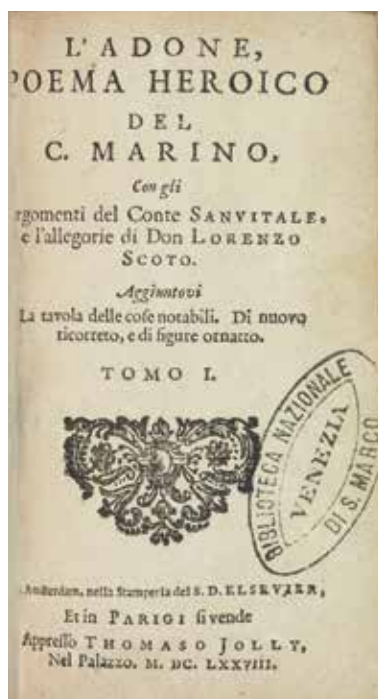 L'ADONE,
POEMA HEROICO
DEL
C. MARINO,
Con gli
rgomenti del Conte SANVITALE,
e l'allegorie di Don LORENZO
SCOTO.
Aggiuntovi
La tavola delle cose notabili. Di nuovo
ricorreto, e di figure ornatto.
TOMO I.
BIBLIOTECA NAZIONALE
VENEZIA
DI S. MARCO
Amsterdam, nella Stamperia del S. D. ELSEVIER,
Et in PARIGI si vende
Appresso THOMASO JOLLY,
Nel Palazzo. M. DC. LXXVIII.